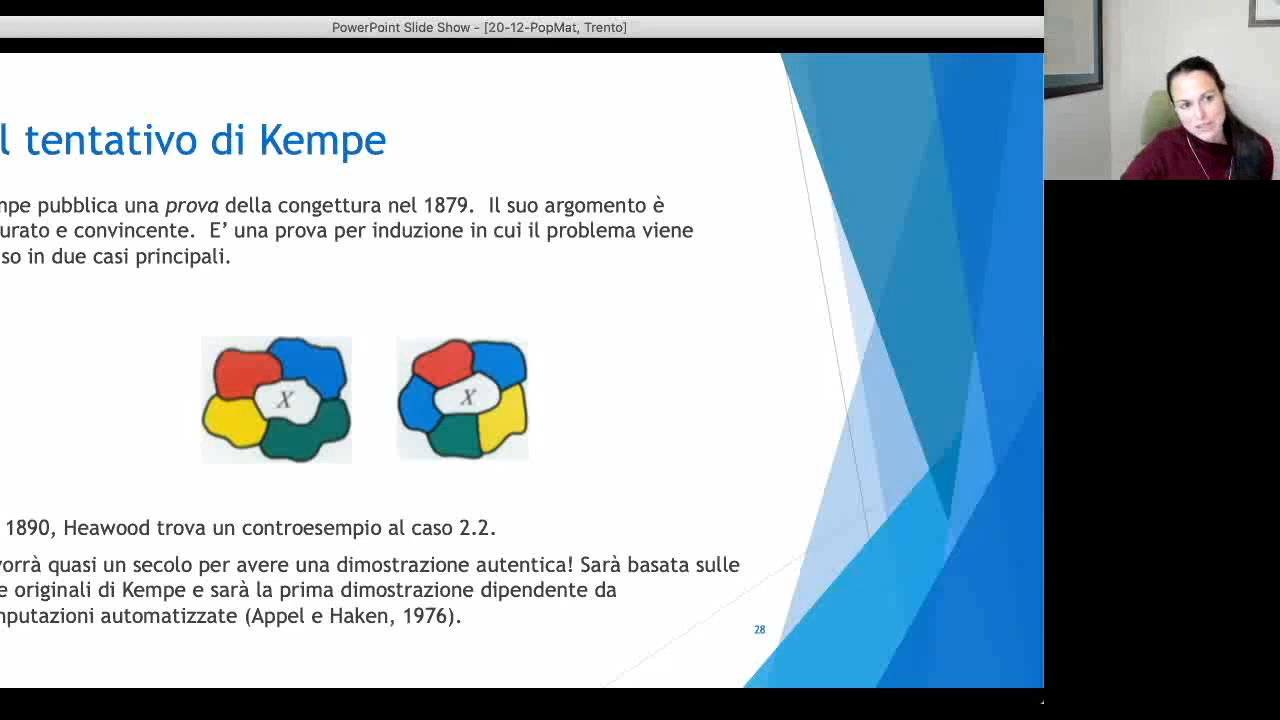 PowerPoint Slide Show - [20-12-PopMat, Trento]
l tentativo di Kempe
mpe pubblica una prova della congettura nel 1879. Il suo argomento è
urato e convincente. E’ una prova per induzione in cui il problema viene
so in due casi principali.
X
X
1890, Heawood trova un controesempio al caso 2.2.
vorrà quasi un secolo per avere una dimostrazione autentica! Sarà basata sulle
e originali di Kempe e sarà la prima dimostrazione dipendente da
mputazioni automatizzate (Appel e Haken, 1976).
28